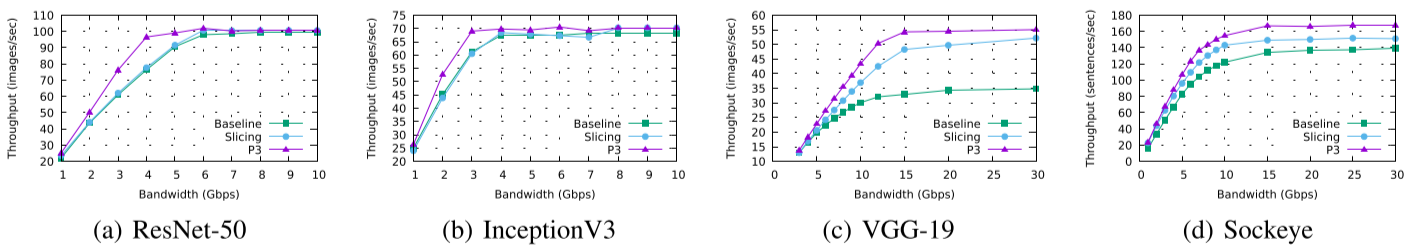 Throughput (images/sec)
110
100
90
80
70
60
50
40
30
20
1 2 3 4 5 6 7 8 9 10
Baseline
Slicing
P3
Bandwidth (Gbps)
(a) ResNet-50
Throughput (images/sec)
75
70
65
60
55
50
45
40
35
30
25
20
1 2 3 4 5 6 7 8 9 10
Baseline
Slicing
P3
Bandwidth (Gbps)
(b) InceptionV3
Throughput (images/sec)
60
55
50
45
40
35
30
25
20
15
10
0 5 10 15 20 25 30
Baseline
Slicing
P3
Bandwidth (Gbps)
(c) VGG-19
Throughput (sentences/sec)
180
160
140
120
100
80
60
40
20
0
0 5 10 15 20 25 30
Baseline
Slicing
P3
Bandwidth (Gbps)
(d) Sockeye